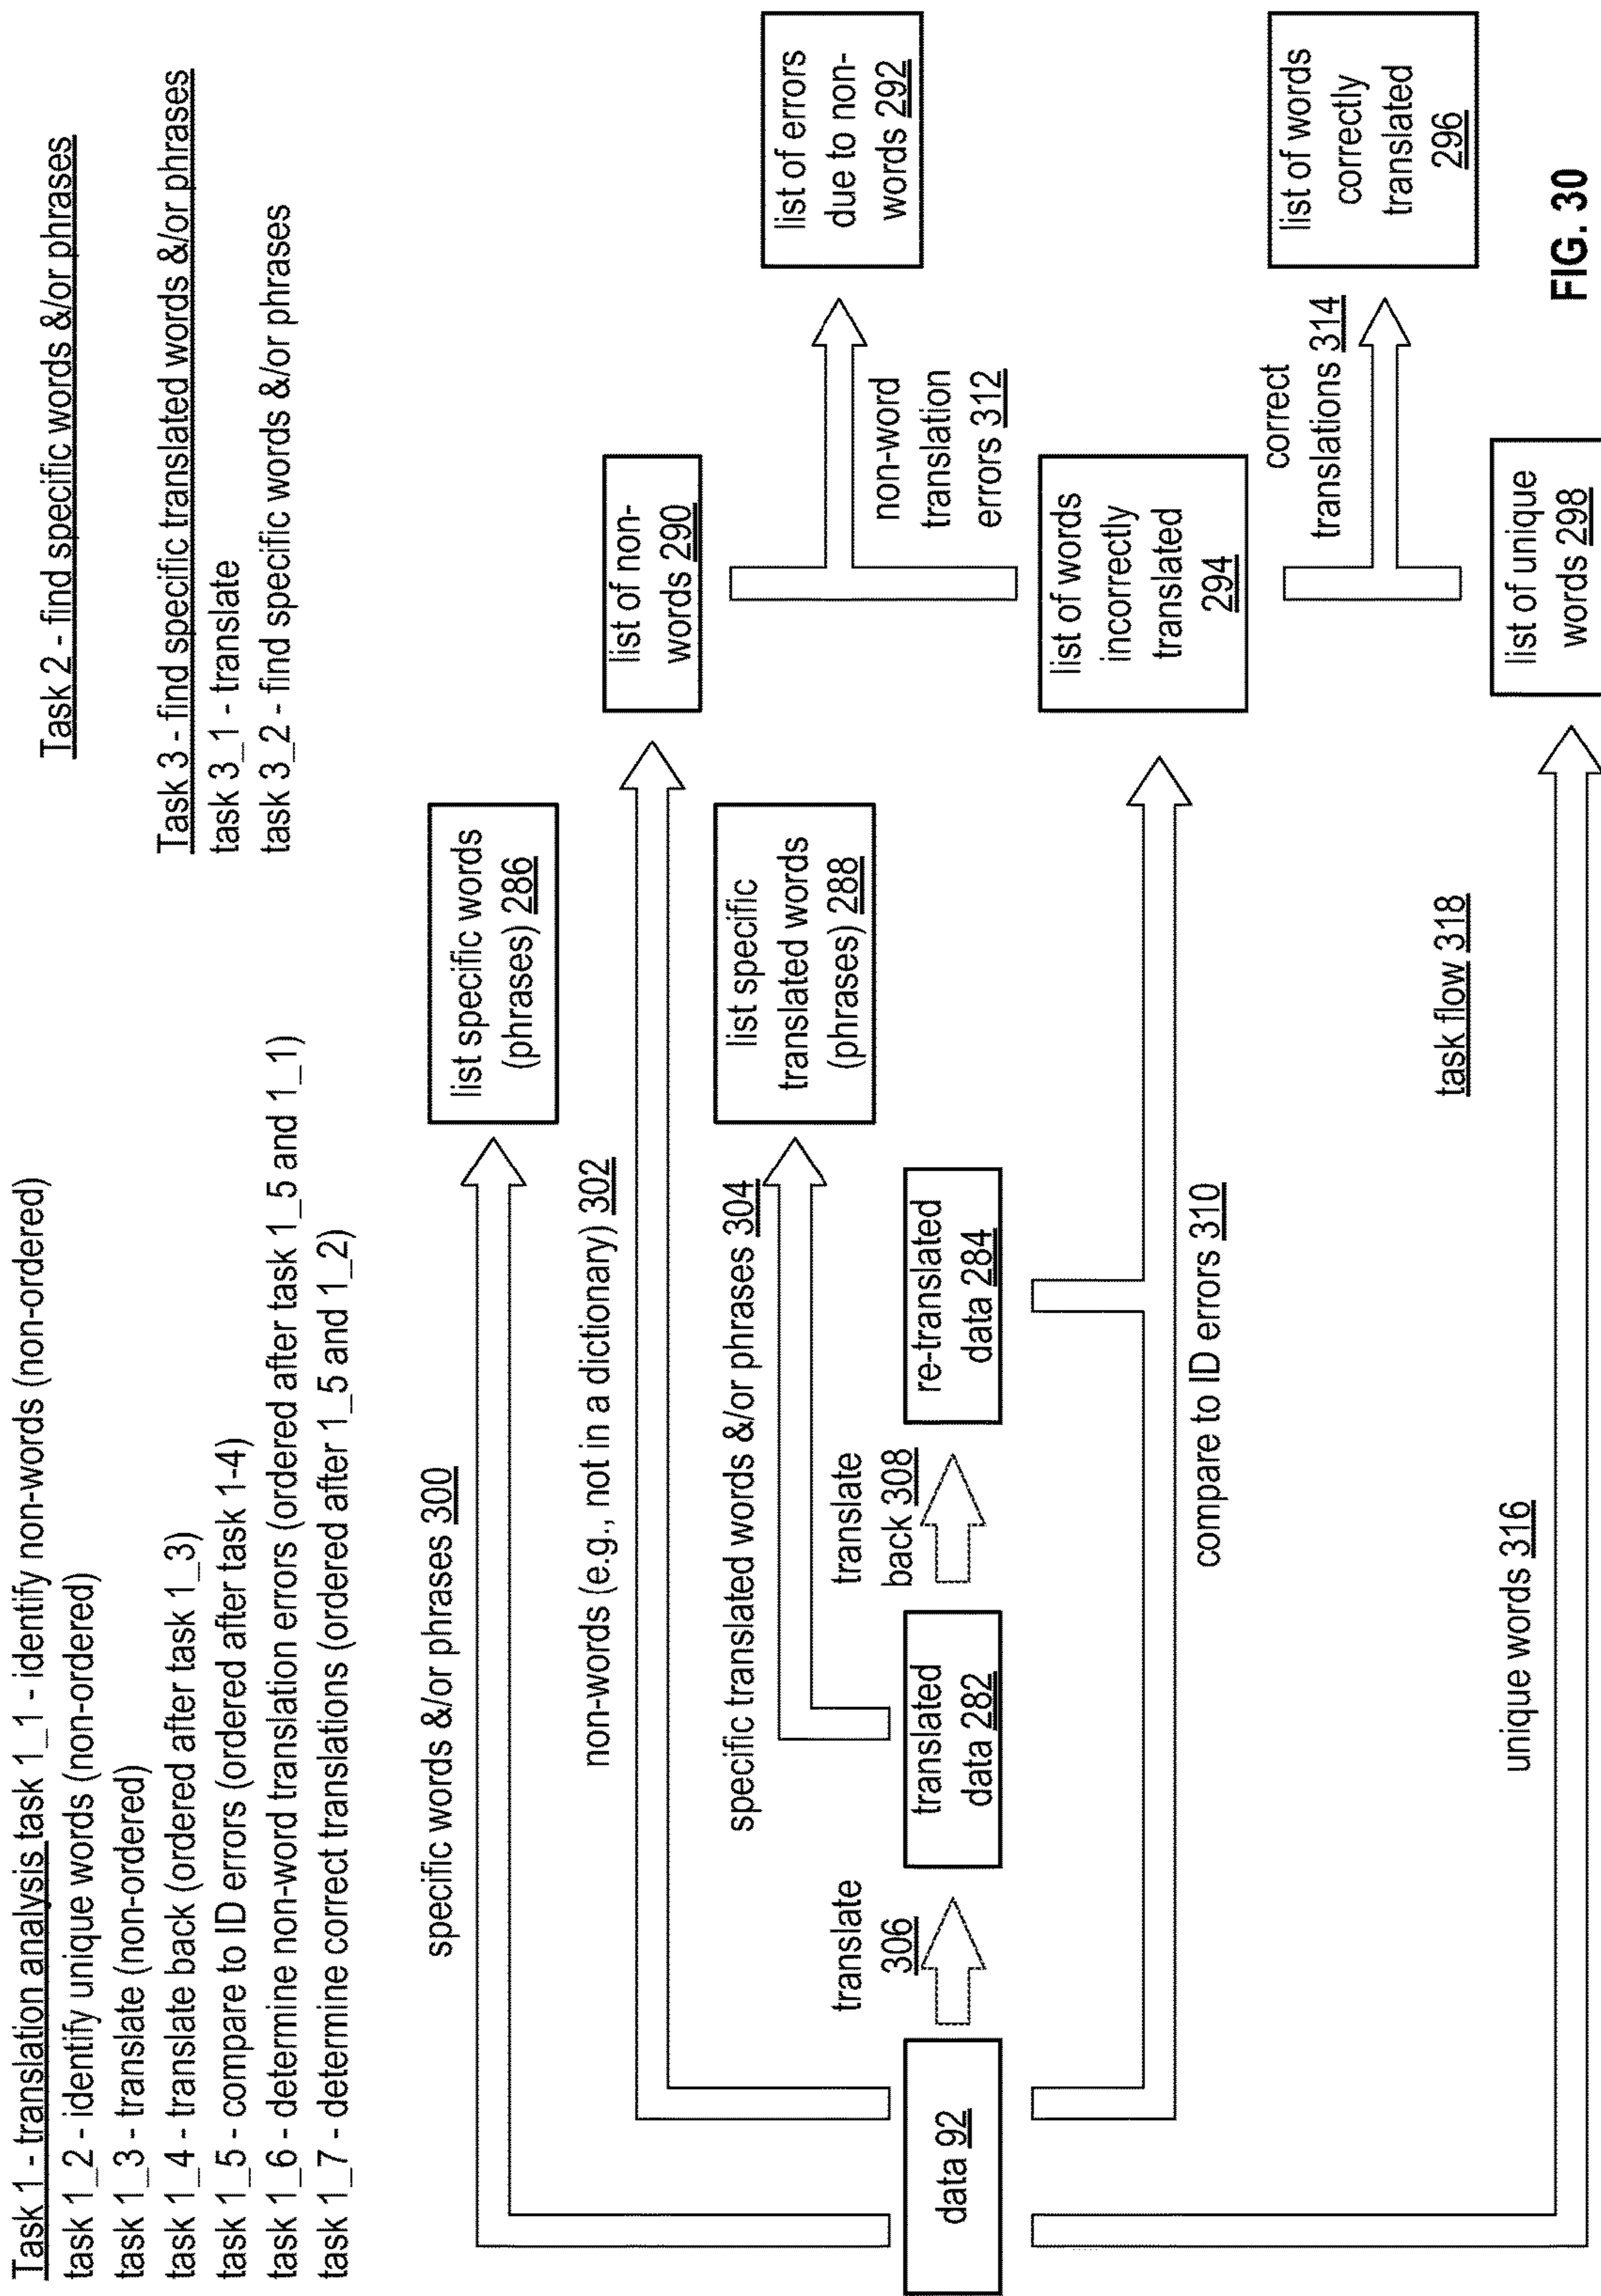 Task 1 - translation analysis task 1_1 - identify non-words (non-ordered)
task 1_2 - identify unique words (non-ordered)
task 1_3 - translate (non-ordered)
task 1_4 - translate back (ordered after task 1_3)
task 1_5 - compare to ID errors (ordered after task 1-4)
task 1_6 - determine non-word translation errors (ordered after task 1_5 and 1_1)
task 1_7 - determine correct translations (ordered after 1_5 and 1_2)
Task 2 - find specific words &/or phrases
Task 3 - find specific translated words &/or phrases
task 3_1 - translate
task 3_2 - find specific words &/or phrases
specific words &/or phrases 300
list specific words
(phrases) 286
non-words (e.g., not in a dictionary) 302
list of non-
words 290
specific translated words &/or phrases 304
list specific
translated words
(phrases) 288
list of errors
due to non-
words 292
non-word
translation
errors 312
data 92
translate
306
translated
data 282
translate
back 308
re-translated
data 284
compare to ID errors 310
list of words
incorrectly
translated
294
correct
translations 314
list of words
correctly
translated
296
task flow 318
unique words 316
list of unique
words 298
FIG. 30